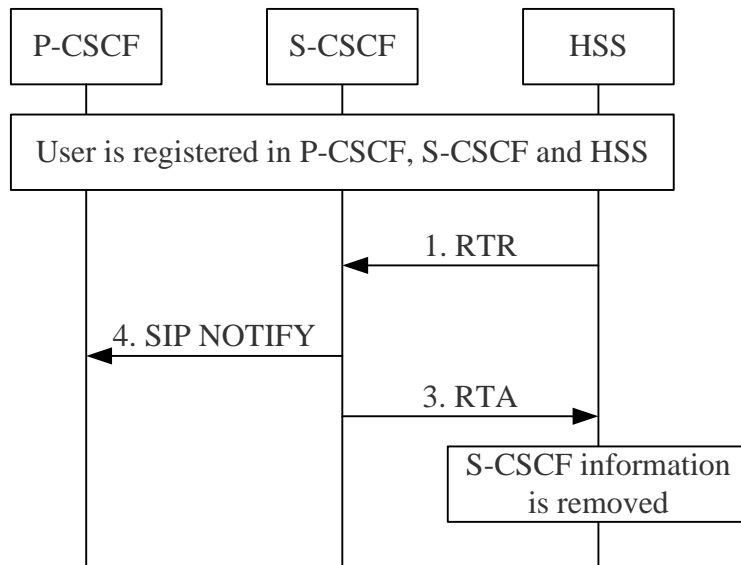 P-CSCF
S-CSCF
HSS
User is registered in P-CSCF, S-CSCF and HSS
1. RTR
4. SIP NOTIFY
3. RTA
S-CSCF information
is removed